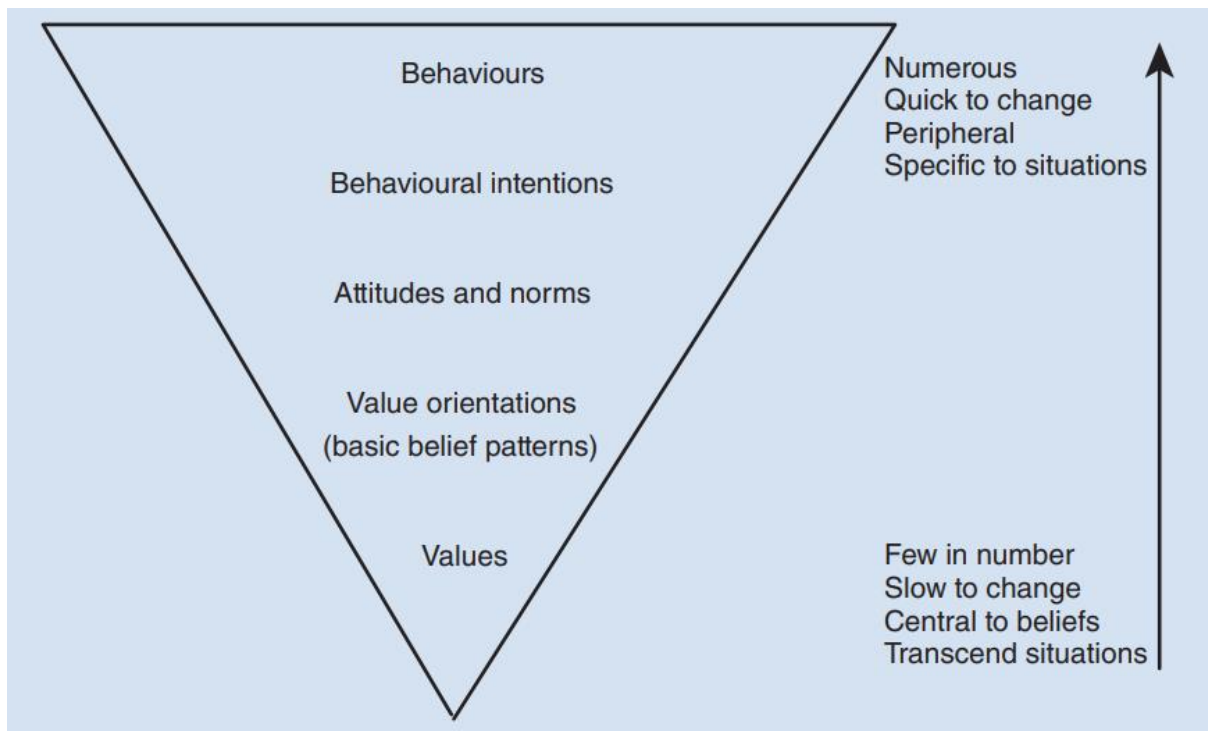 Behaviours
Numerous
Quick to change
Peripheral
Specific to situations
Behavioural intentions
Attitudes and norms
Value orientations
(basic belief patterns)
Values
Few in number
Slow to change
Central to beliefs
Transcend situations